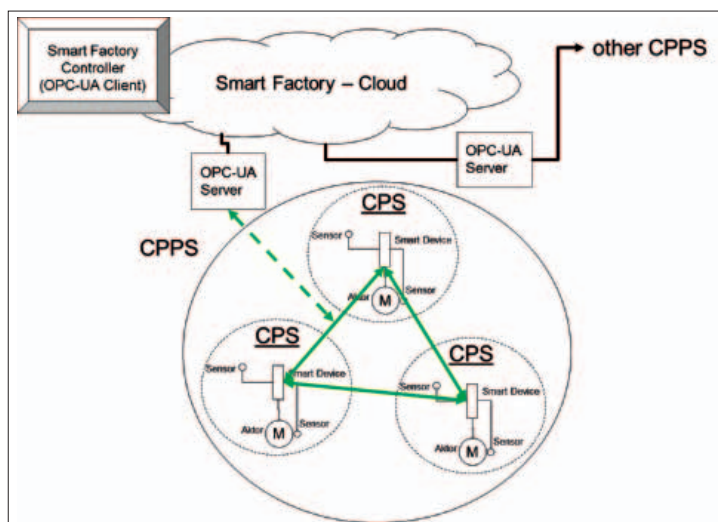 Smart Factory
Controller
(OPC-UA Client)
Smart Factory – Cloud
other CPPS
OPC-UA
Server
OPC-UA
Server
CPPS
CPS
Sensor
Smart Device
Aktor
M
Sensor
CPS
Sensor
Smart Device
Aktor
M
Sensor
CPS
Sensor
Smart Device
Aktor
M
Sensor